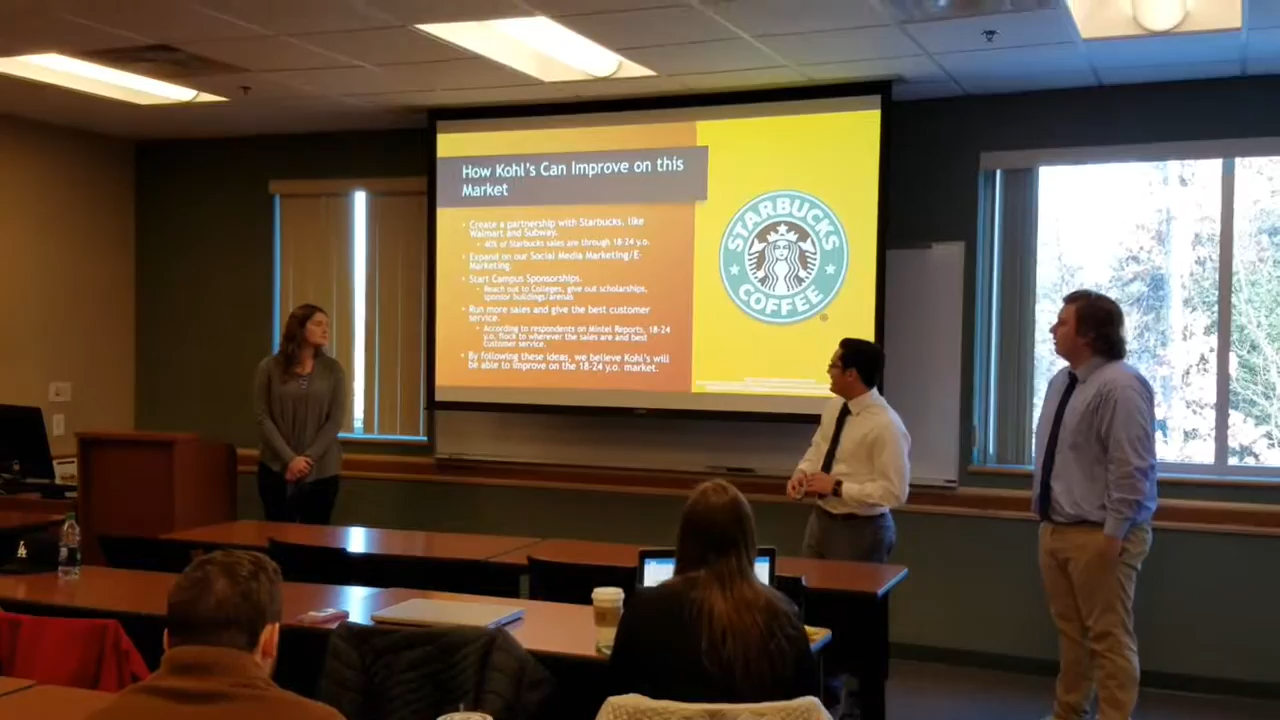 How Kohl's Can Improve on this
Market
• Create a partnership with Starbucks, like
Walmart and Subway.
• 40% of Starbucks sales are through 18-24 y.o.
• Expand on our Social Media Marketing/E-
Marketing.
• Start Campus Sponsorships.
• Reach out to Colleges, give out scholarships,
sponsor buildings/arenas
• Run more sales and give the best customer
service.
• According to respondents on Mintel Reports, 18-24
y.o. flock to wherever the sales are and best
customer service.
• By following these ideas, we believe Kohl's will
be able to improve on the 18-24 y.o. market.
STARBUCKS
COFFEE
®
LA